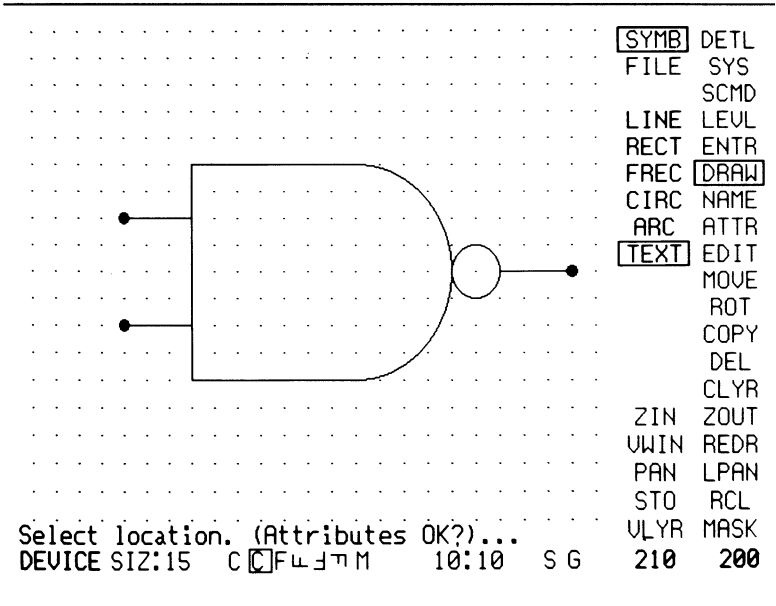 SYMB DETL
FILE SYS
SCMD
LINE LEVL
RECT ENTR
FREC DRAW
CIRC NAME
ARC ATTR
TEXT EDIT
MOVE
ROT
COPY
DEL
CLYR
ZIN ZOUT
VWIN REDR
PAN LPAN
STO RCL
VLYR MASK
Select location. (Attributes OK?)...
DEVICE SIZ:15 C C F F F F M 10:10 S G 210 200